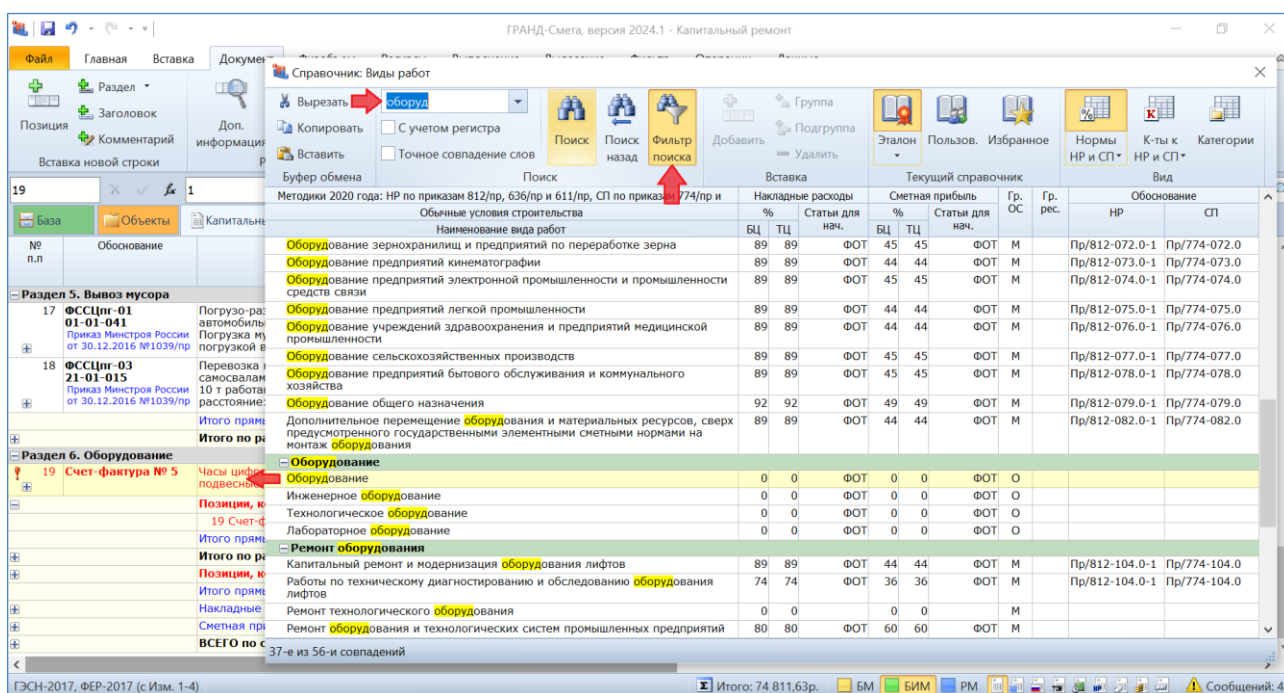 ГРАНД-Смета, версия 2024.1 - Капитальный ремонт
Файл Главная Вставка
Раздел
Заголовок
Комментарий
Позиция
Вставка новой строки
Доп.
информация
Справочник: Виды работ
Вырезать
Копировать
Вставить
Буфер обмена
оборуд
С учетом регистра
Точное совпадение слов
Поиск
Поиск
Поиск назад
Фильтр поиска
Добавить
Группа
Подгруппа
Удалить
Вставка
Эталон Пользов. Избранное
Текущий справочник
Нормы НР и СП
К-ты к НР и СП
Категории
Вид
19 fx 1
База Объекты
№ п.п Обоснование
Методики 2020 года: НР по приказам 812/пр, 636/пр и 611/пр, СП по приказам 774/пр и
Обычные условия строительства
Наименование вида работ
Накладные расходы Сметная прибыль Гр. ОС Гр. рес. Обоснование
% Статьи для нач. % Статьи для нач. НР СП
БЦ ТЦ БЦ ТЦ
Оборудование зернохранилищ и предприятий по переработке зерна 89 89 ФОТ 45 45 ФОТ М Пр/812-072.0-1 Пр/774-072.0
Оборудование предприятий кинематографии 89 89 ФОТ 44 44 ФОТ М Пр/812-073.0-1 Пр/774-073.0
Оборудование предприятий электронной промышленности и промышленности 89 89 ФОТ 45 45 ФОТ М Пр/812-074.0-1 Пр/774-074.0
средств связи
Оборудование предприятий легкой промышленности 89 89 ФОТ 44 44 ФОТ М Пр/812-075.0-1 Пр/774-075.0
Оборудование учреждений здравоохранения и предприятий медицинской 89 89 ФОТ 44 44 ФОТ М Пр/812-076.0-1 Пр/774-076.0
промышленности
Оборудование сельскохозяйственных производств 89 89 ФОТ 45 45 ФОТ М Пр/812-077.0-1 Пр/774-077.0
Оборудование предприятий бытового обслуживания и коммунального 89 89 ФОТ 45 45 ФОТ М Пр/812-078.0-1 Пр/774-078.0
хозяйства
Оборудование общего назначения 92 92 ФОТ 49 49 ФОТ М Пр/812-079.0-1 Пр/774-079.0
Дополнительное перемещение оборудования и материальных ресурсов, сверх 89 89 ФОТ 44 44 ФОТ М Пр/812-082.0-1 Пр/774-082.0
предусмотренного государственными элементными сметными нормами на
монтаж оборудования
Оборудование
Оборудование 0 0 ФОТ 0 0 ФОТ О
Инженерное оборудование 0 0 ФОТ 0 0 ФОТ О
Технологическое оборудование 0 0 ФОТ 0 0 ФОТ О
Лабораторное оборудование 0 0 ФОТ 0 0 ФОТ О
Ремонт оборудования
Капитальный ремонт и модернизация оборудования лифтов 89 89 ФОТ 44 44 ФОТ М Пр/812-104.0-1 Пр/774-104.0
Работы по техническому диагностированию и обследованию оборудования 74 74 ФОТ 36 36 ФОТ М Пр/812-104.0-1 Пр/774-104.0
лифтов
Ремонт технологического оборудования 0 0 0 0 М
Ремонт оборудования и технологических систем промышленных предприятий 80 80 ФОТ 60 60 ФОТ М
37-е из 56-и совпадений
Раздел 5. Вывоз мусора
17 ФССЦпг-01
01-01-041
Приказ Минстроя России
от 30.12.2016 №1039/пр
Погрузка
погрузкой
18 ФССЦпг-03
21-01-015
Приказ Минстроя России
от 30.12.2016 №1039/пр
Перевозка
10 т
расстояние:
Итого
Итого по
Раздел 6. Оборудование
19 Счет-фактура № 5
Часы
Позиции,
19
Итого
Итого по
Позиции,
Итого
Накладные
Сметная
ВСЕГО по
ГЭСН-2017, ФЕР-2017 (с Изм. 1-4) Итого: 74 811,63р. БМ БИМ РМ Сообщений: 4